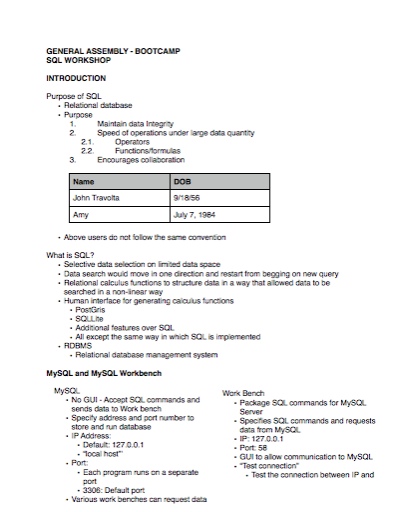 GENERAL ASSEMBLY - BOOTCAMP
SQL WORKSHOP
INTRODUCTION
Purpose of SQL
• Relational database
• Purpose
1. Maintain data Integrity
2. Speed of operations under large data quantity
2.1. Operators
2.2. Functions/formulas
3. Encourages collaboration
Name DOB
John Travolta 9/18/56
Amy July 7, 1984
• Above users do not follow the same convention
What is SQL?
• Selective data selection on limited data space
• Data search would move in one direction and restart from begging on new query
• Relational calculus functions to structure data in a way that allowed data to be
searched in a non-linear way
• Human interface for generating calculus functions
• PostGris
• SQLLite
• Additional features over SQL
• All except the same way in which SQL is implemented
• RDBMS
• Relational database management system
MySQL and MySQL Workbench
MySQL
• No GUI - Accept SQL commands and
sends data to Work bench
• Specify address and port number to
store and run database
• IP Address:
• Default: 127.0.0.1
• "local host"'
• Port:
• Each program runs on a separate
port
• 3306: Default port
• Various work benches can request data
Work Bench
• Package SQL commands for MySQL
Server
• Specifies SQL commands and requests
data from MySQL
• IP: 127.0.0.1
• Port: 58
• GUI to allow communication to MySQL
• "Test connection"
• Test the connection between IP and